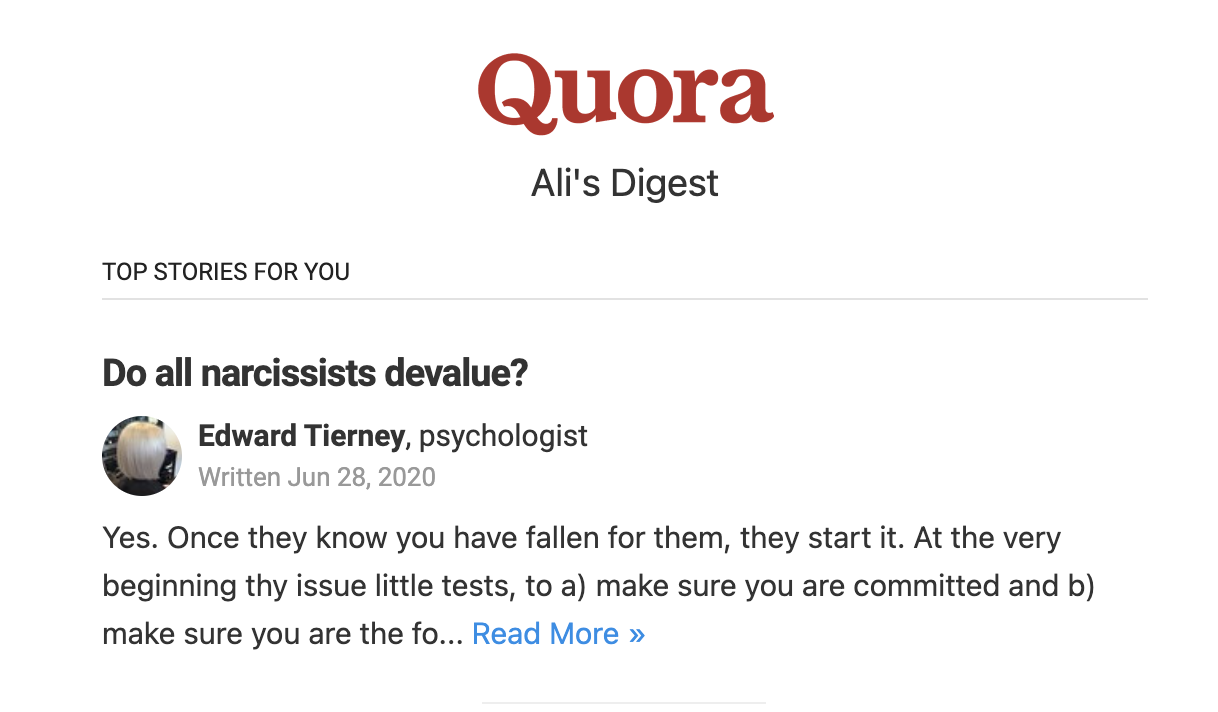 Quora
Ali's Digest
TOP STORIES FOR YOU
Do all narcissists devalue?
Edward Tierney, psychologist
Written Jun 28, 2020
Yes. Once they know you have fallen for them, they start it. At the very
beginning thy issue little tests, to a) make sure you are committed and b)
make sure you are the fo... Read More »